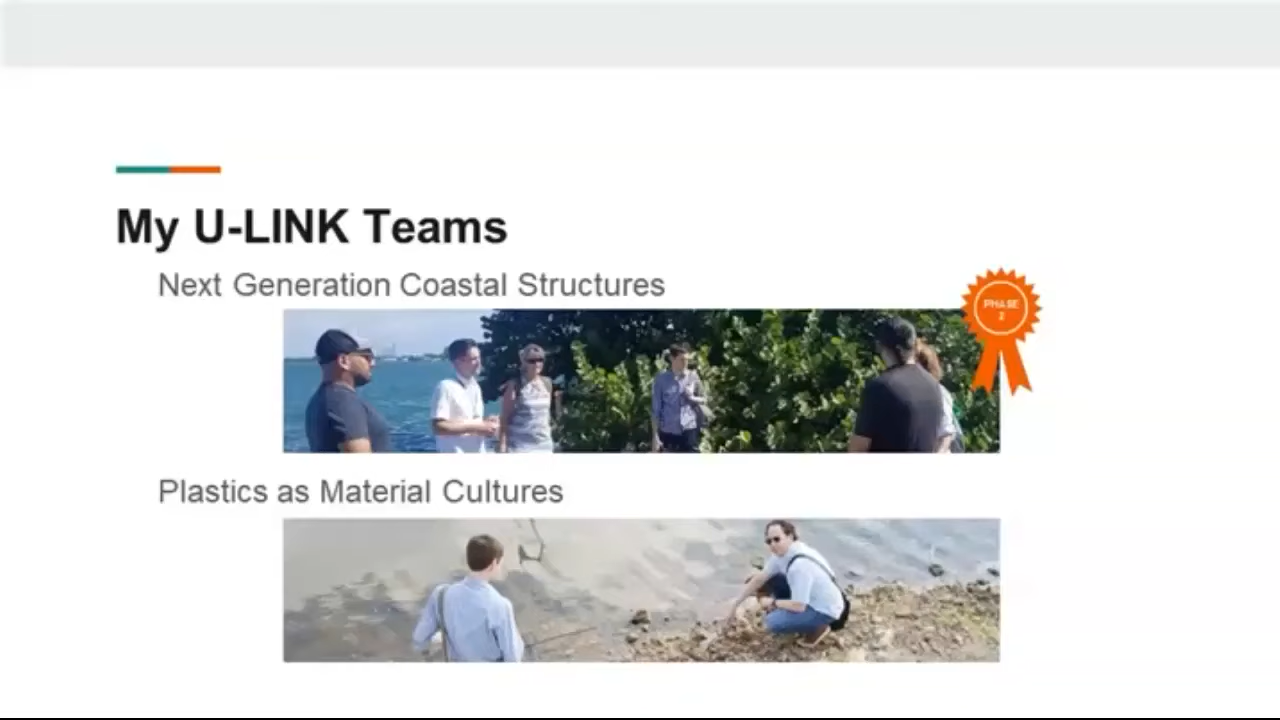 My U-LINK Teams
Next Generation Coastal Structures
PHASE
2
Plastics as Material Cultures